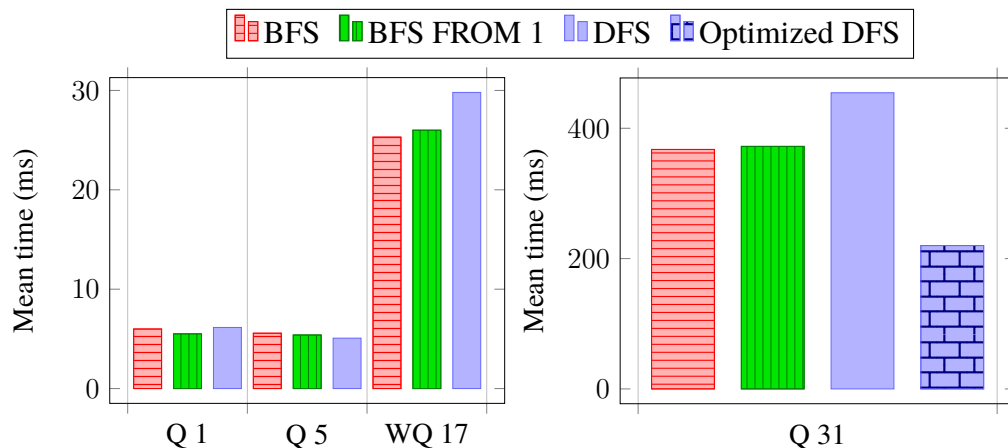 BFS BFS FROM 1 DFS Optimized DFS
Mean time (ms)
30
20
10
0
Q 1 Q 5 WQ 17
Mean time (ms)
400
200
0
Q 31